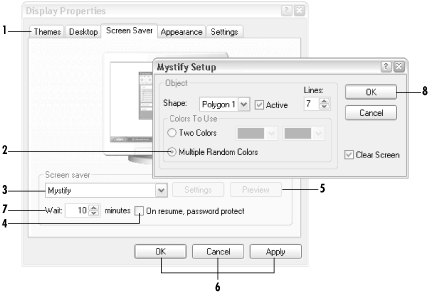 Display Properties
1
Themes
Desktop
Screen Saver
Appearance
Settings
Mystify Setup
Object
Shape:
Polygon 1
Active
Lines:
7
OK
8
Cancel
Colors To Use
Two Colors
2
Multiple Random Colors
Clear Screen
Screen saver
3
Mystify
Settings
Preview
5
7
Wait:
10
minutes
On resume, password protect
4
OK
Cancel
Apply
6